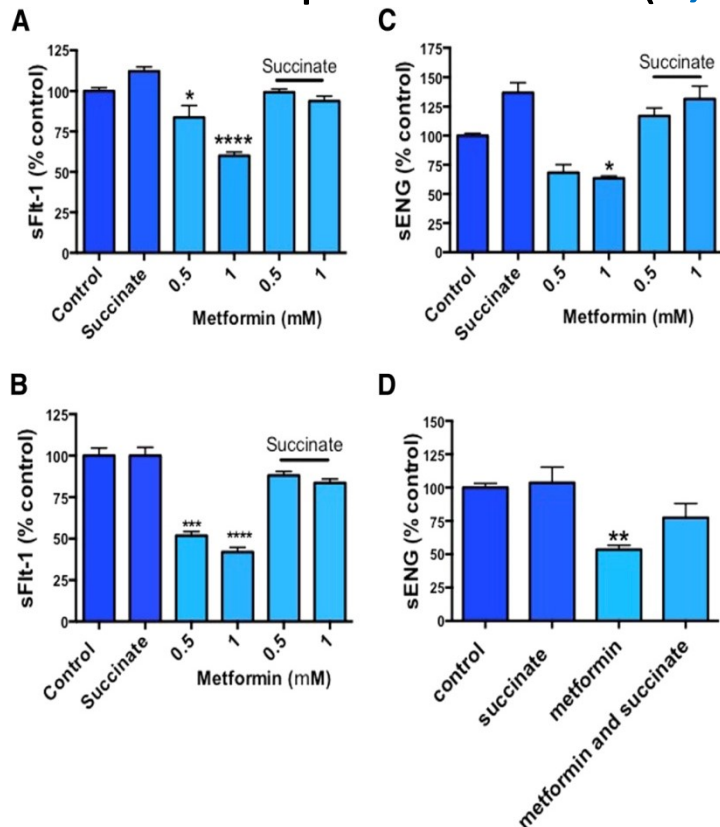 A
sFlt-1 (% control)
125
100
75
50
25
0
*
****
Succinate
Control
Succinate
0.5
1
0.5
1
Metformin (mM)
C
sENG (% control)
175
150
125
100
75
50
25
0
*
Succinate
Control
Succinate
0.5
1
0.5
1
Metformin (mM)
B
sFlt-1 (% control)
125
100
75
50
25
0
***
****
Succinate
Control
Succinate
0.5
1
0.5
1
Metformin (mM)
D
sENG (% control)
150
125
100
75
50
25
0
**
control
succinate
metformin
metformin and succinate